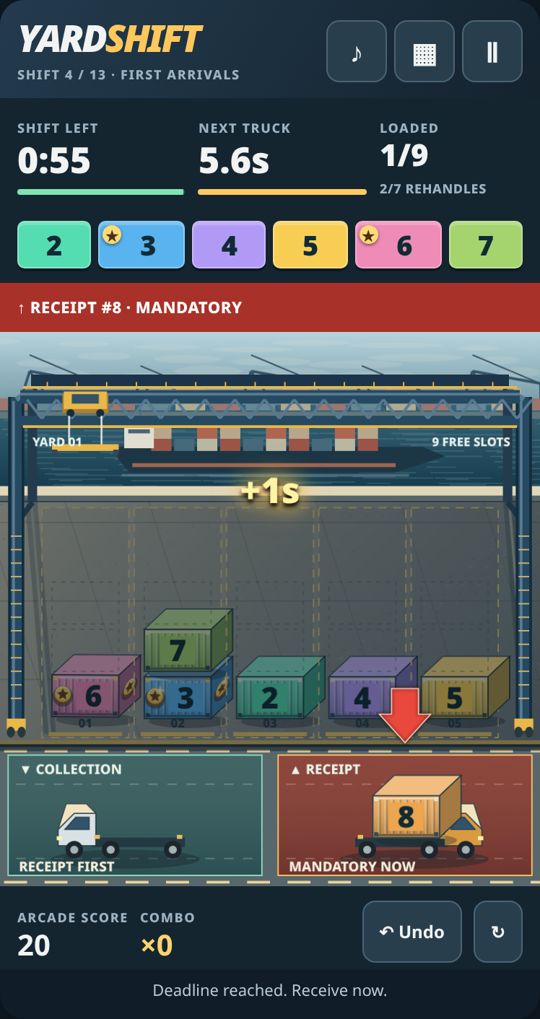 YARDSHIFT
SHIFT 4 / 13 · FIRST ARRIVALS
SHIFT LEFT
0:55
NEXT TRUCK
5.6s
LOADED
1/9
2/7 REHANDLES
2 3 4 5 6 7
↑ RECEIPT #8 · MANDATORY
YARD 01
9 FREE SLOTS
+1s
7
6 3 2 4 5
01 02 03 04 05
▼ COLLECTION
RECEIPT FIRST
▲ RECEIPT
8
MANDATORY NOW
ARCADE SCORE
20
COMBO
×0
↶ Undo
↻
Deadline reached. Receive now.